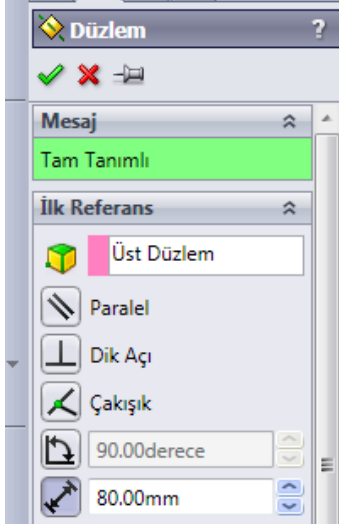 Düzlem ?
Mesaj
Tam Tanımlı
İlk Referans
Üst Düzlem
Paralel
Dik Açı
Çakışık
90.00derece
80.00mm